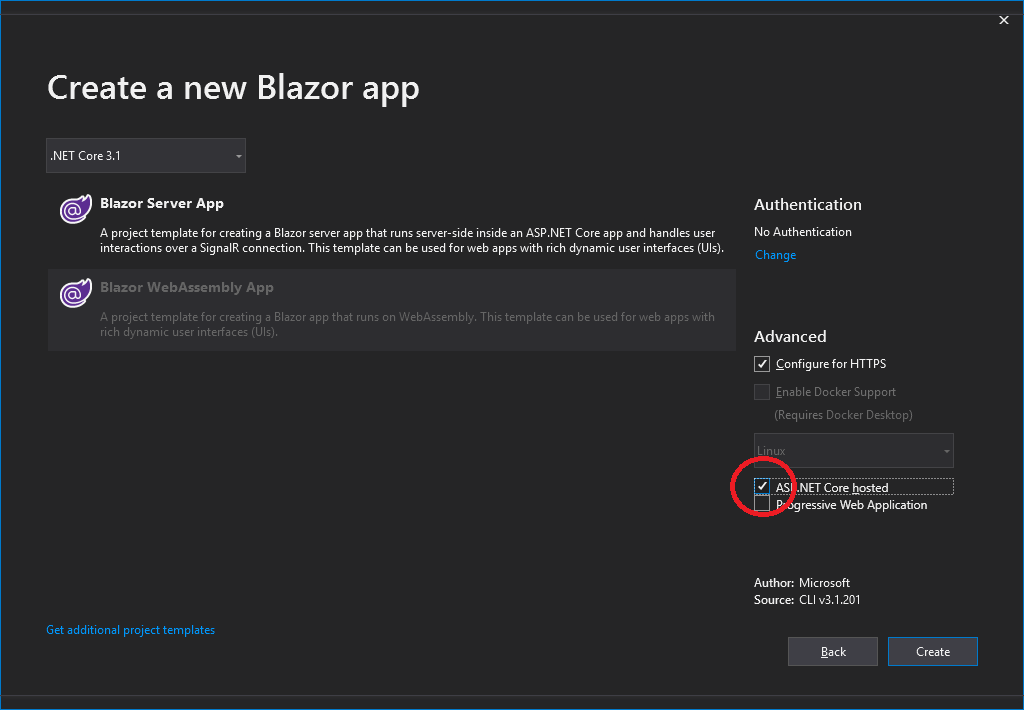 Create a new Blazor app
.NET Core 3.1
Blazor Server App
A project template for creating a Blazor server app that runs server-side inside an ASP.NET Core app and handles user
interactions over a SignalR connection. This template can be used for web apps with rich dynamic user interfaces (UIs).
Blazor WebAssembly App
A project template for creating a Blazor app that runs on WebAssembly. This template can be used for web apps with
rich dynamic user interfaces (UIs).
Get additional project templates
Authentication
No Authentication
Change
Advanced
Configure for HTTPS
Enable Docker Support
(Requires Docker Desktop)
Linux
ASP.NET Core hosted
Progressive Web Application
Author: Microsoft
Source: CLI v3.1.201
Back
Create